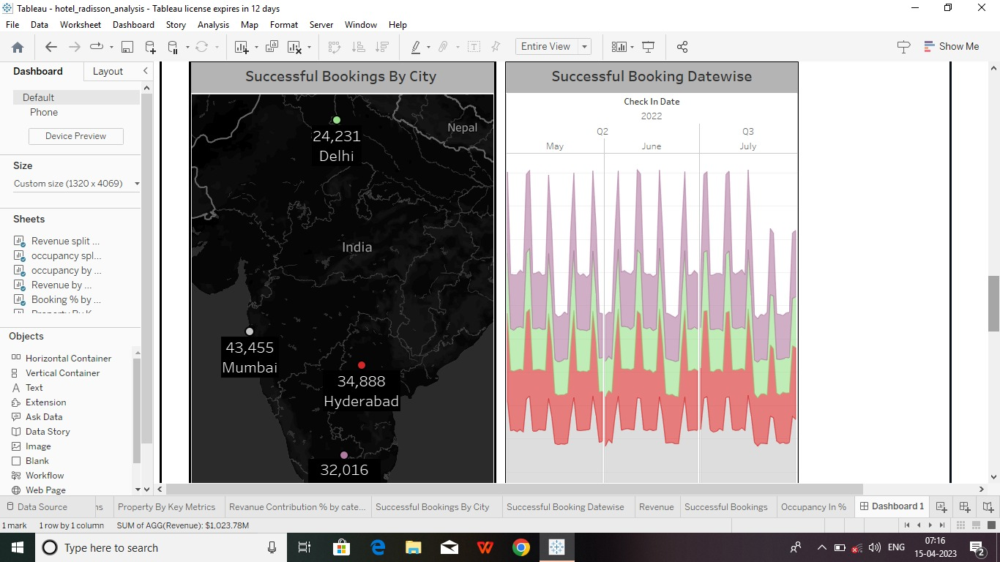 Tableau - hotel_radisson_analysis - Tableau license expires in 12 days
File Data Worksheet Dashboard Story Analysis Map Format Server Window Help
Entire View
Show Me
Dashboard Layout
Default
Phone
Device Preview
Size
Custom size (1320 x 4069)
Sheets
Revenue split ...
occupancy spl...
occupancy by ...
Revenue by ...
Booking % by ...
Objects
Horizontal Container
Vertical Container
Text
Extension
Ask Data
Data Story
Image
Blank
Workflow
Web Page
Successful Bookings By City
Nepal
24,231
Delhi
India
43,455
Mumbai
34,888
Hyderabad
32,016
Successful Booking Datewise
Check In Date
2022
Q2 Q3
May June July
Data Source ns Property By Key Metrics Revanue Contribution % by cate... Successful Bookings By City Successful Booking Datewise Revenue Successful Bookings Occupancy In % Dashboard 1
1 mark 1 row by 1 column SUM of AGG(Revenue): $1,023.78M
Type here to search
ENG
07:16
15-04-2023
2